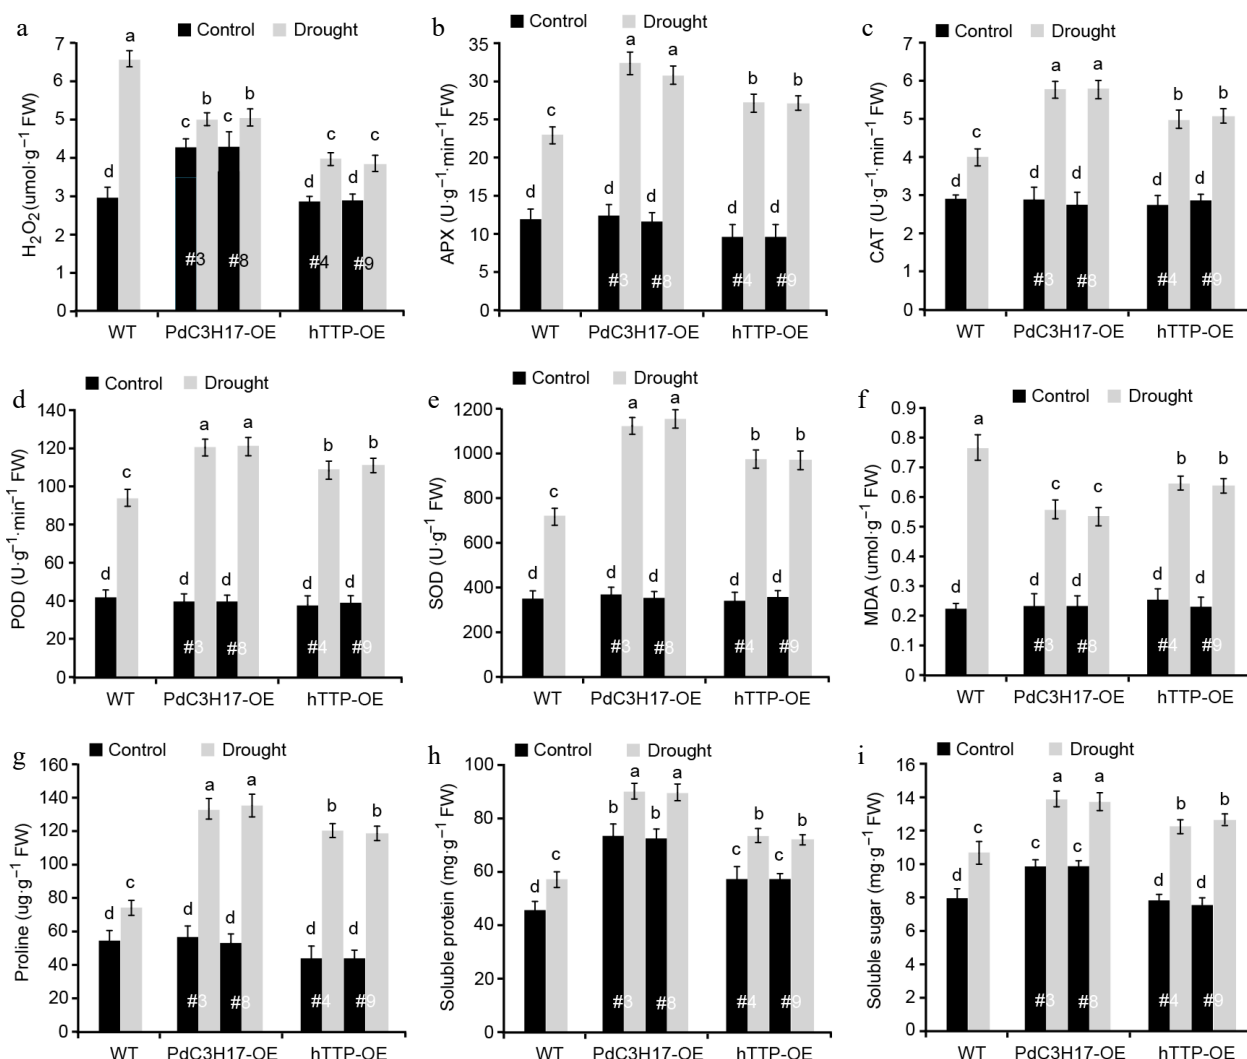 a
Control Drought
H₂O₂ (umol·g⁻¹ FW)
7
6
5
4
3
2
1
0
d a c b c b d c d c
#3 #8 #4 #9
WT PdC3H17-OE hTTP-OE
b
Control Drought
APX (U·g⁻¹·min⁻¹ FW)
35
30
25
20
15
10
5
0
d c d a d a d b d b
#3 #8 #4 #9
WT PdC3H17-OE hTTP-OE
c
Control Drought
CAT (U·g⁻¹·min⁻¹ FW)
7
6
5
4
3
2
1
0
d c d a d a d b d b
#3 #8 #4 #9
WT PdC3H17-OE hTTP-OE
d
Control Drought
POD (U·g⁻¹·min⁻¹ FW)
140
120
100
80
60
40
20
0
d c d a d a d b d b
#3 #8 #4 #9
WT PdC3H17-OE hTTP-OE
e
Control Drought
SOD (U·g⁻¹ FW)
1200
1000
800
600
400
200
0
d c d a d a d b d b
#3 #8 #4 #9
WT PdC3H17-OE hTTP-OE
f
Control Drought
MDA (umol·g⁻¹ FW)
0.9
0.8
0.7
0.6
0.5
0.4
0.3
0.2
0.1
0
d a d c d c d b d b
#3 #8 #4 #9
WT PdC3H17-OE hTTP-OE
g
Control Drought
Proline (ug·g⁻¹ FW)
160
140
120
100
80
60
40
20
0
d c d a d a d b d b
#3 #8 #4 #9
WT PdC3H17-OE hTTP-OE
h
Control Drought
Soluble protein (mg·g⁻¹ FW)
100
80
60
40
20
0
d c b a b a c b c b
#3 #8 #4 #9
WT PdC3H17-OE hTTP-OE
i
Control Drought
Soluble sugar (mg·g⁻¹ FW)
16
14
12
10
8
6
4
2
0
d c c a c a d b d b
#3 #8 #4 #9
WT PdC3H17-OE hTTP-OE